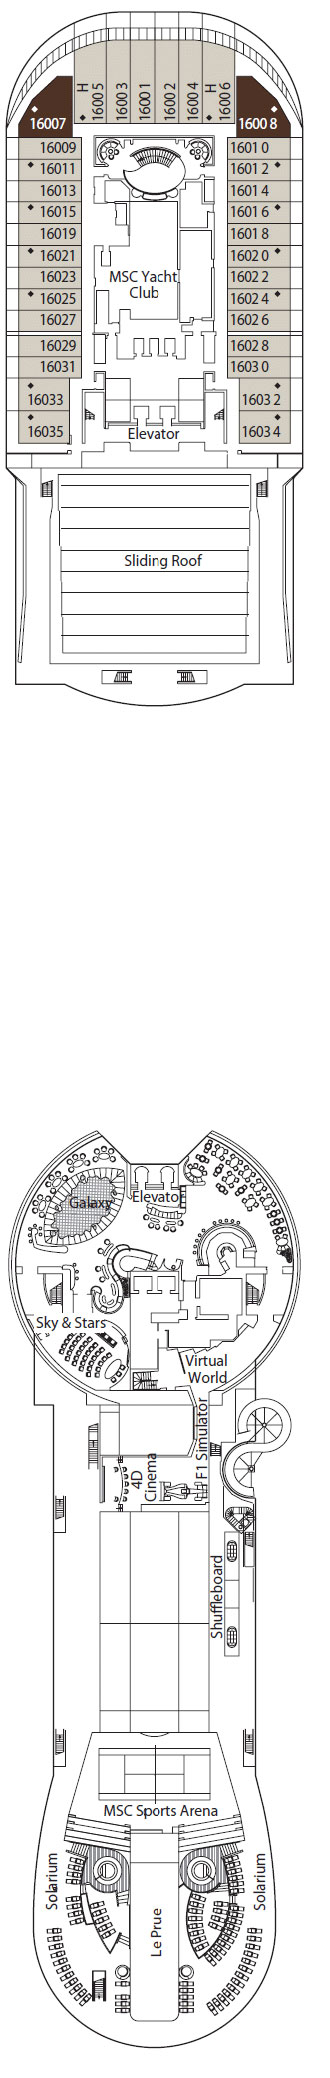 H
16005
16003
16001
16002
16004
H
16006
16007
16008
16009
16010
16011
16012
16013
16014
16015
16016
16019
16018
16021
16020
16023
16022
16025
16024
16027
16026
MSC Yacht
Club
16029
16028
16031
16030
16033
16032
16035
16034
Elevator
Sliding Roof
Galaxy
Elevato
Sky & Stars
Virtual
World
4D
Cinema
F1 Simulator
Shuffleboard
MSC Sports Arena
Solarium
Le Prue
Solarium